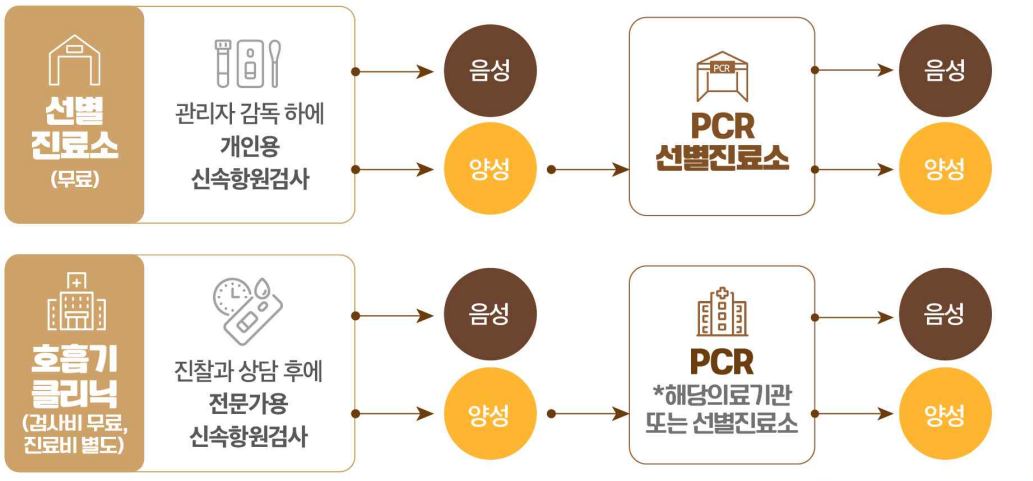 선별
진료소
(무료)
관리자 감독 하에
개인용
신속항원검사
음성
양성
PCR
PCR
선별진료소
음성
양성
호흡기
클리닉
(검사비 무료,
진료비 별도)
진찰과 상담 후에
전문가용
신속항원검사
음성
양성
PCR
*해당의료기관
또는 선별진료소
음성
양성